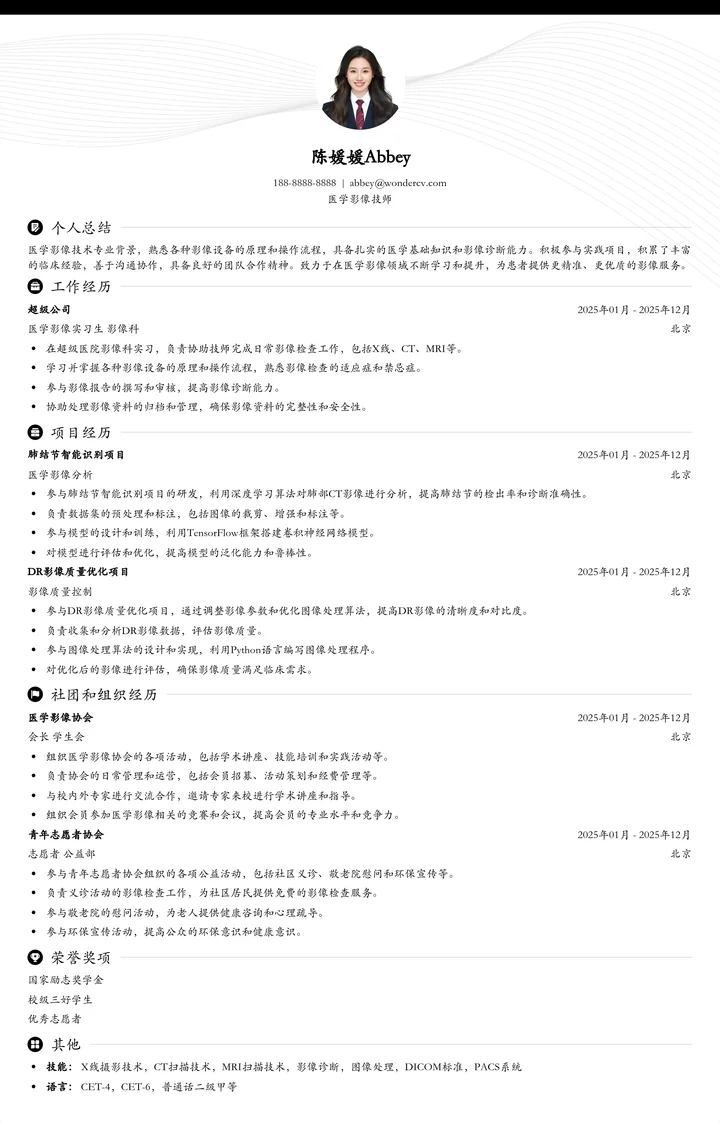 陈媛媛Abbey
188-8888-8888 | abbey@wondercv.com
医学影像技师
个人总结
医学影像技术专业背景，熟悉各种影像设备的原理和操作流程，具备扎实的医学基础知识和影像诊断能力。积极参与实践项目，积累了丰富
的临床经验，善于沟通协作，具备良好的团队合作精神。致力于在医学影像领域不断学习和提升，为患者提供更精准、更优质的影像服务。
工作经历
超级公司 2025年01月 - 2025年12月
医学影像实习生 影像科 北京
• 在超级医院影像科实习，负责协助技师完成日常影像检查工作，包括X线、CT、MRI等。
• 学习并掌握各种影像设备的原理和操作流程，熟悉影像检查的适应症和禁忌症。
• 参与影像报告的撰写和审核，提高影像诊断能力。
• 协助处理影像资料的归档和管理，确保影像资料的完整性和安全性。
项目经历
肺结节智能识别项目 2025年01月 - 2025年12月
医学影像分析 北京
• 参与肺结节智能识别项目的研发，利用深度学习算法对肺部CT影像进行分析，提高肺结节的检出率和诊断准确性。
• 负责数据集的预处理和标注，包括图像的裁剪、增强和标注等。
• 参与模型的设计和训练，利用TensorFlow框架搭建卷积神经网络模型。
• 对模型进行评估和优化，提高模型的泛化能力和鲁棒性。
DR影像质量优化项目 2025年01月 - 2025年12月
影像质量控制 北京
• 参与DR影像质量优化项目，通过调整影像参数和优化图像处理算法，提高DR影像的清晰度和对比度。
• 负责收集和分析DR影像数据，评估影像质量。
• 参与图像处理算法的设计和实现，利用Python语言编写图像处理程序。
• 对优化后的影像进行评估，确保影像质量满足临床需求。
社团和组织经历
医学影像协会 2025年01月 - 2025年12月
会长 学生会 北京
• 组织医学影像协会的各项活动，包括学术讲座、技能培训和实践活动等。
• 负责协会的日常管理和运营，包括会员招募、活动策划和经费管理等。
• 与校内外专家进行交流合作，邀请专家来校进行学术讲座和指导。
• 组织会员参加医学影像相关的竞赛和会议，提高会员的专业水平和竞争力。
青年志愿者协会 2025年01月 - 2025年12月
志愿者 公益部 北京
• 参与青年志愿者协会组织的各项公益活动，包括社区义诊、敬老院慰问和环保宣传等。
• 负责义诊活动的影像检查工作，为社区居民提供免费的影像检查服务。
• 参与敬老院的慰问活动，为老人提供健康咨询和心理疏导。
• 参与环保宣传活动，提高公众的环保意识和健康意识。
荣誉奖项
国家励志奖学金
校级三好学生
优秀志愿者
其他
• 技能： X线摄影技术，CT扫描技术，MRI扫描技术，影像诊断，图像处理，DICOM标准，PACS系统
• 语言： CET-4，CET-6，普通话二级甲等